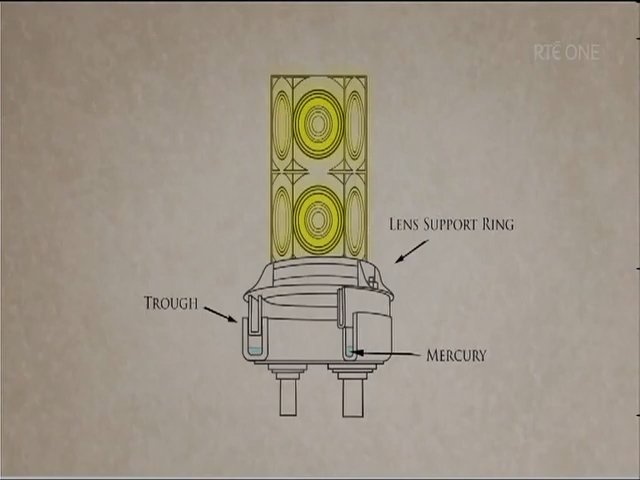 RTÉ ONE
LENS SUPPORT RING
TROUGH
MERCURY